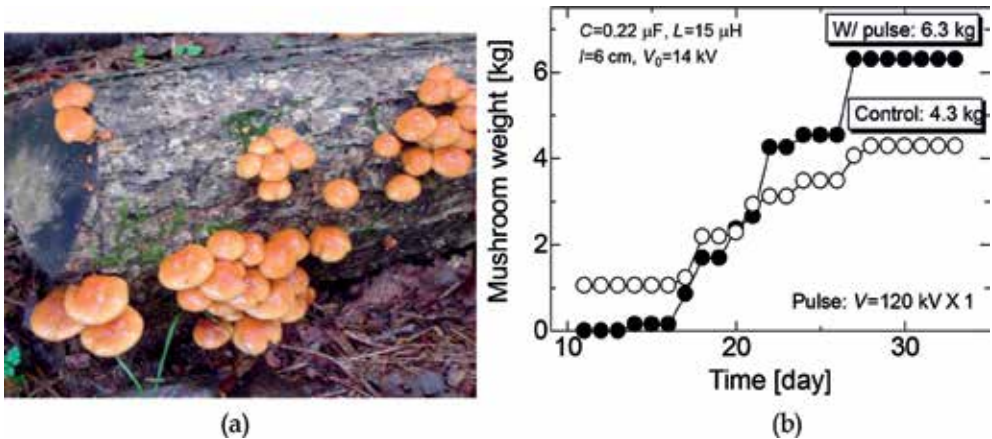 C=0.22 μF, L=15 μH
l=6 cm, V₀=14 kV
W/ pulse: 6.3 kg
Control: 4.3 kg
Pulse: V=120 kV X 1
Mushroom weight [kg]
6
4
2
0
10 20 30
Time [day]
(a) (b)